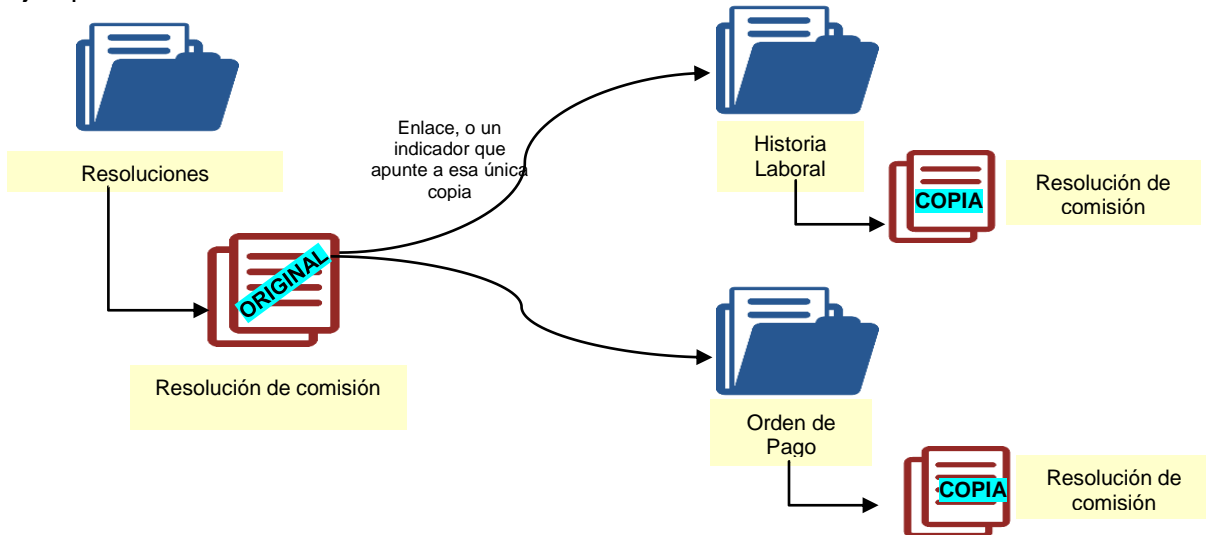 Resoluciones
ORIGINAL
Resolución de comisión
Enlace, o un
indicador que
apunte a esa única
copia
Historia
Laboral
COPIA
Resolución de
comisión
Orden de
Pago
COPIA
Resolución de
comisión